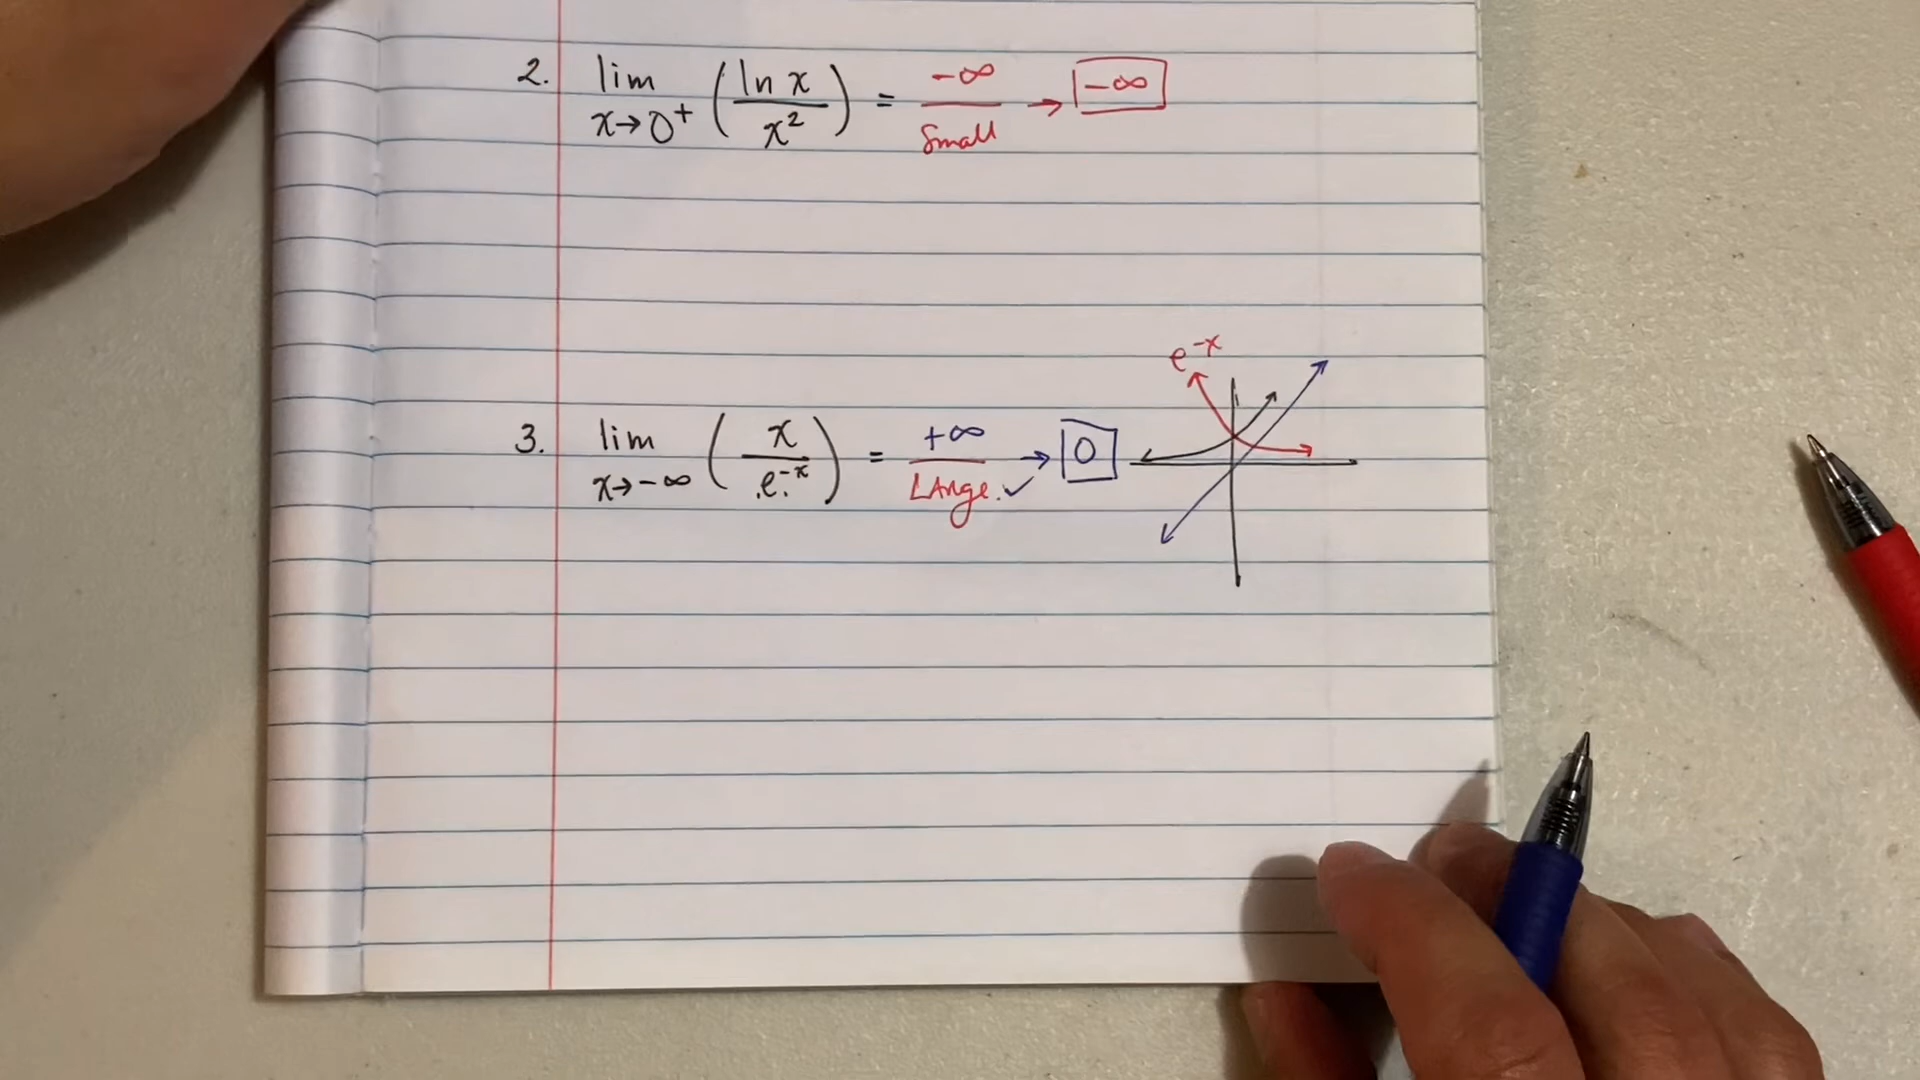 2. lim x→0⁺ (ln x / x²) = -∞ / Small → -∞
e⁻ˣ
3. lim x→-∞ (x / e⁻ˣ) = +∞ / LArge. ✓ → 0